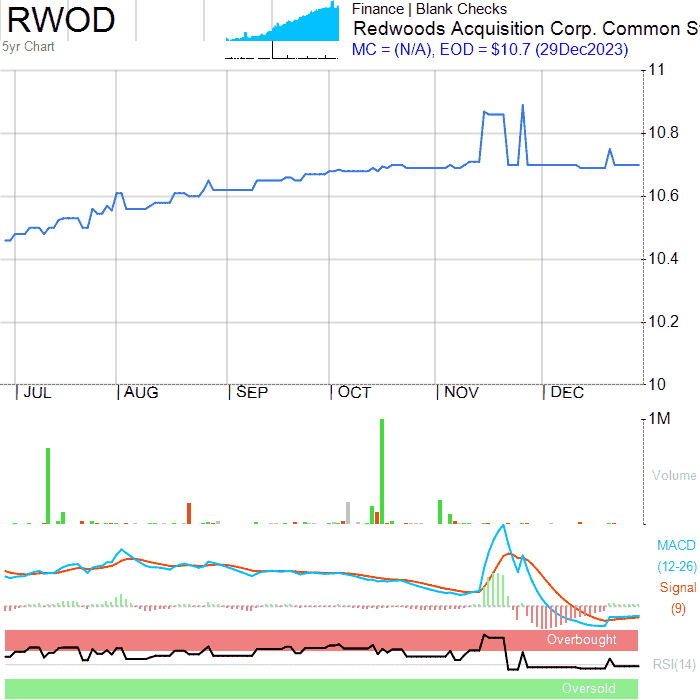 RWOD
5yr Chart
Finance | Blank Checks
Redwoods Acquisition Corp. Common S
MC = (N/A), EOD = $10.7 (29Dec2023)
11
10.8
10.6
10.4
10.2
10
JUL AUG SEP OCT NOV DEC
1M
Volume
MACD
(12-26)
Signal
(9)
Overbought
RSI(14)
Oversold